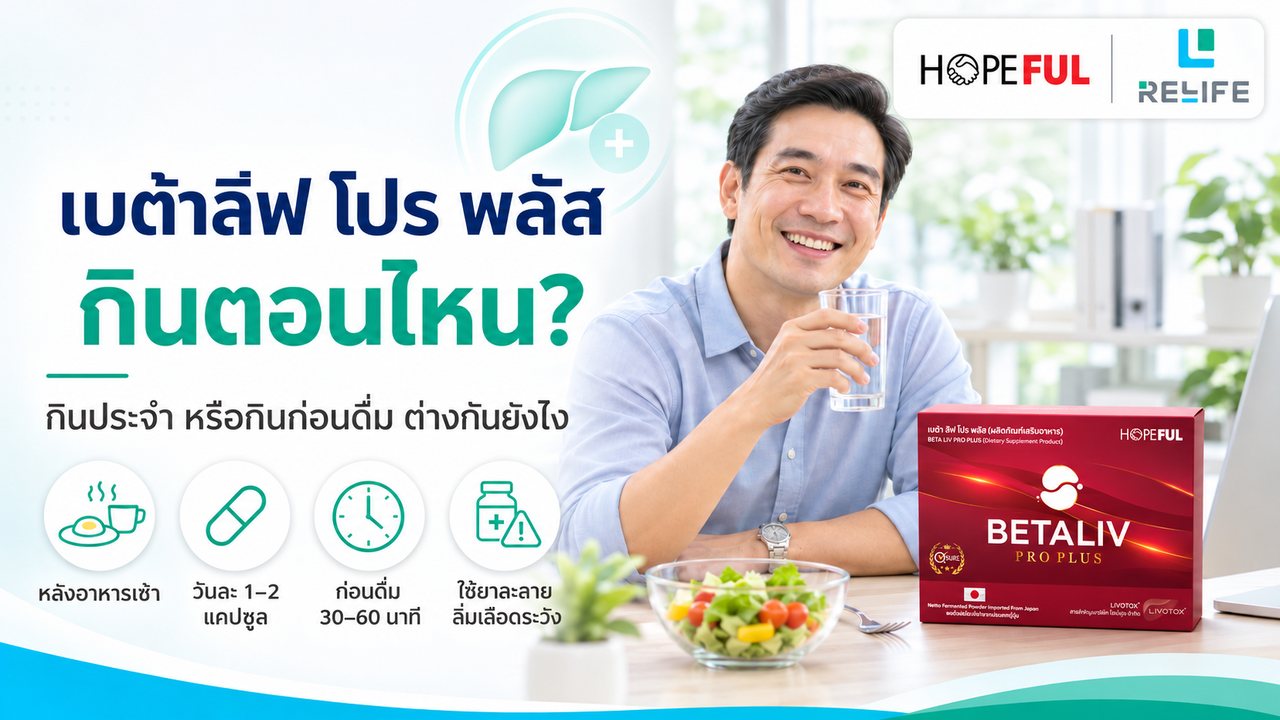 HOPEFUL
RELIFE
เบต้าลีฟ โปร พลัส
กินตอนไหน?
กินประจำ หรือกินก่อนดื่ม ต่างกันยังไง
หลังอาหารเช้า
วันละ 1–2
แคปซูล
ก่อนดื่ม
30–60 นาที
ใช้ยาละลาย
ลิ่มเลือดระวัง
เบต้า ลีฟ โปร พลัส (ผลิตภัณฑ์เสริมอาหาร)
BETA LIV PRO PLUS (Dietary Supplement Product)
HOPEFUL
BETALIV
PRO PLUS
SURE
Natto Fermented Powder Imported From Japan
LIVOTOX
LIVOTOX